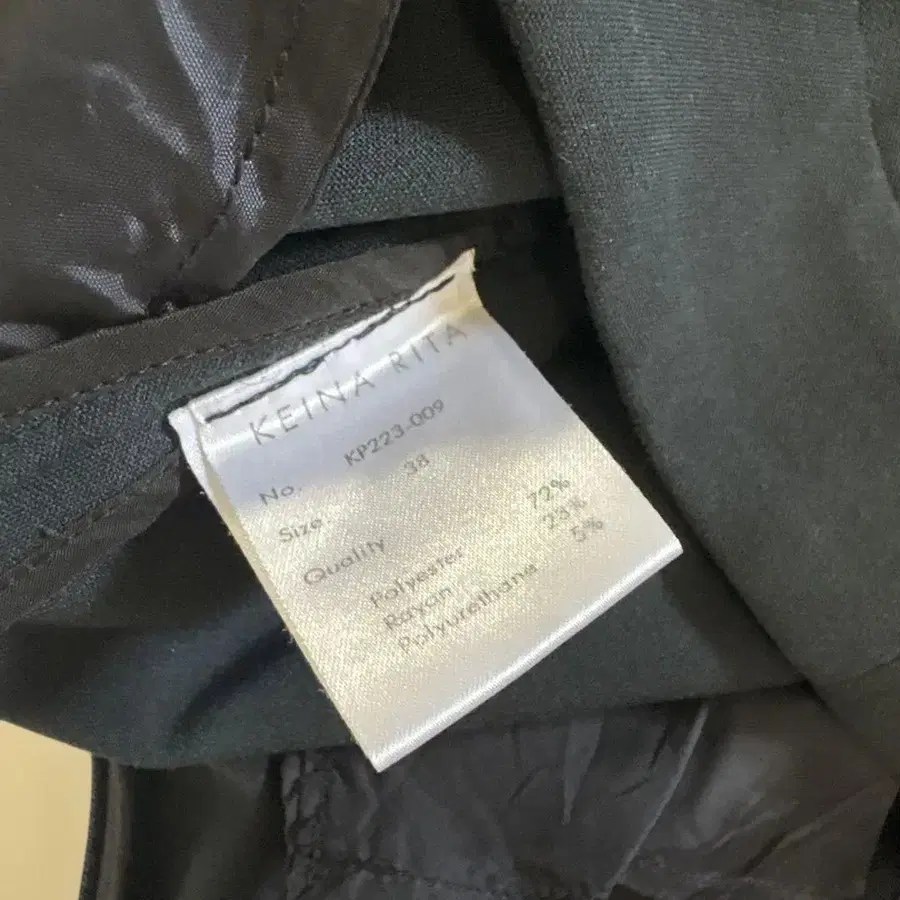 KEINA RITA
No. KP223-009
Size 38
Quality
Polyester 72%
Rayon 23%
Polyurethane 5%